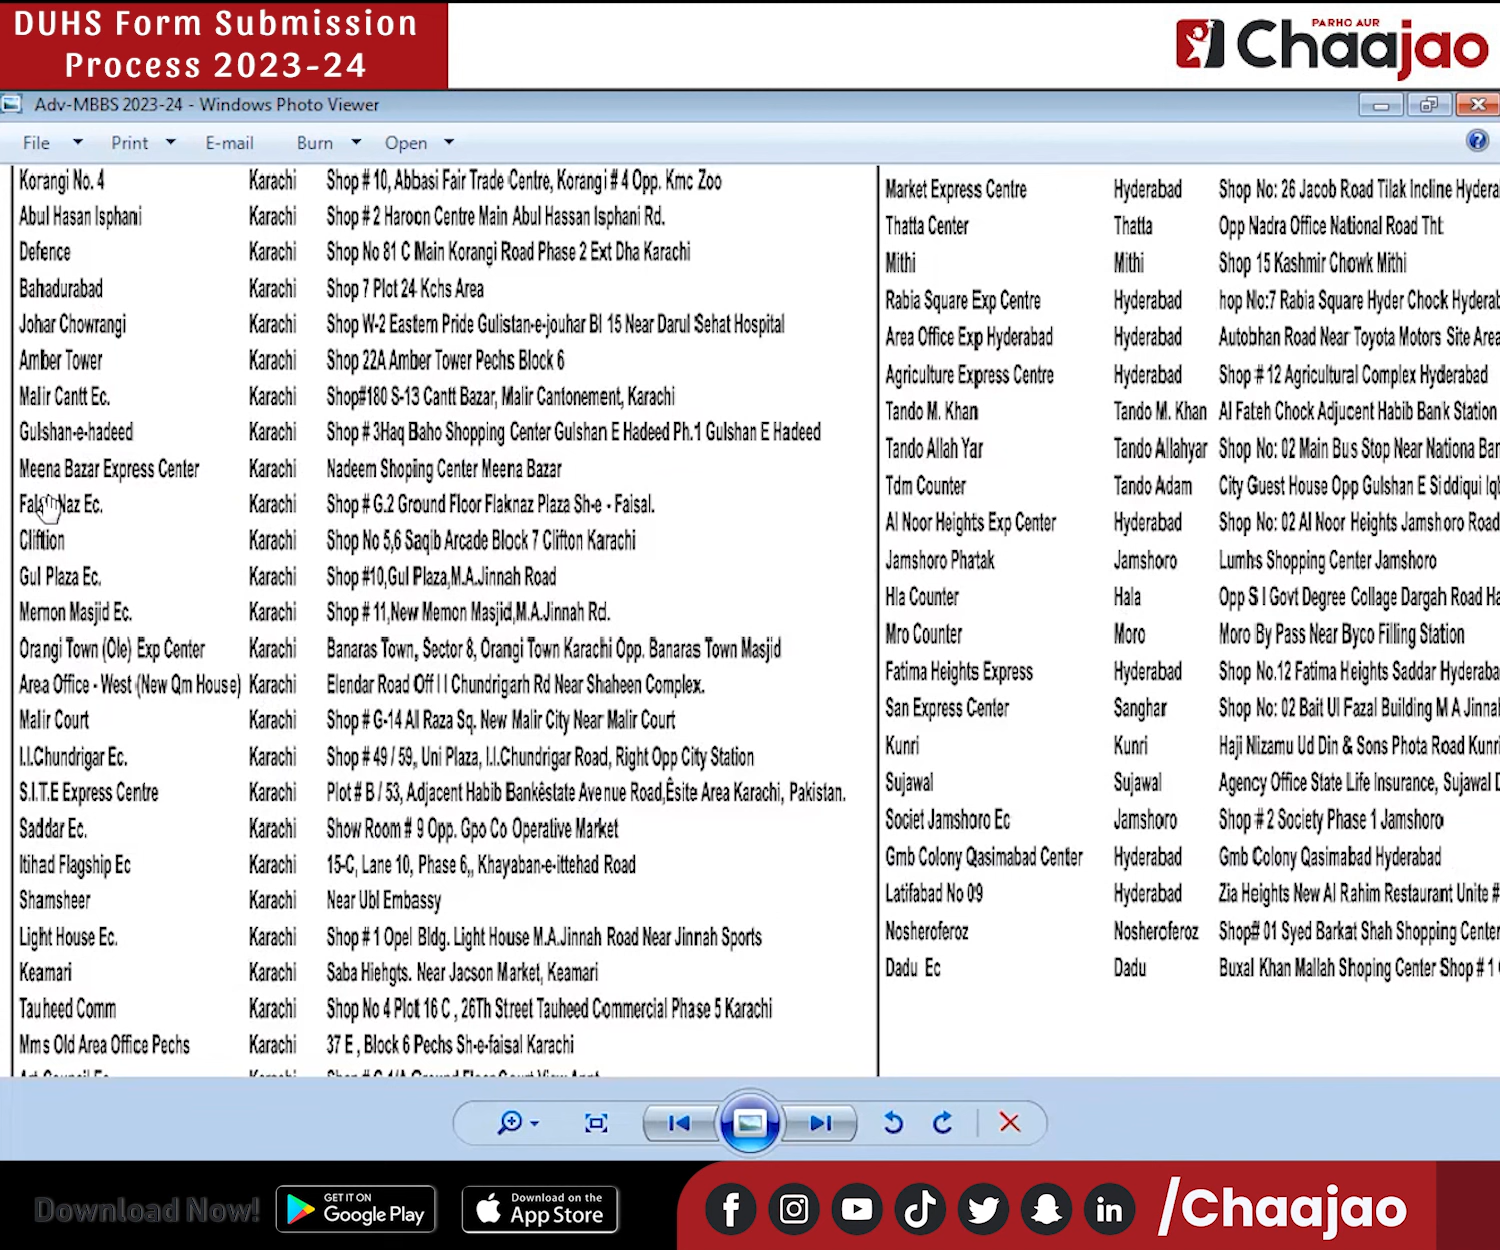 DUHS Form Submission
Process 2023-24
PARHO AUR
Chaajao
Adv-MBBS 2023-24 - Windows Photo Viewer
File Print E-mail Burn Open
Korangi No. 4 Karachi Shop # 10, Abbasi Fair Trade Centre, Korangi # 4 Opp. Kmc Zoo
Abul Hasan Isphani Karachi Shop # 2 Haroon Centre Main Abul Hassan Isphani Rd.
Defence Karachi Shop No 81 C Main Korangi Road Phase 2 Ext Dha Karachi
Bahadurabad Karachi Shop 7 Plot 24 Kchs Area
Johar Chowrangi Karachi Shop W-2 Eastern Pride Gulistan-e-jouhar Bl 15 Near Darul Sehat Hospital
Amber Tower Karachi Shop 22A Amber Tower Pechs Block 6
Malir Cantt Ec. Karachi Shop#180 S-13 Cantt Bazar, Malir Cantonement, Karachi
Gulshan-e-hadeed Karachi Shop # 3Haq Baho Shopping Center Gulshan E Hadeed Ph.1 Gulshan E Hadeed
Meena Bazar Express Center Karachi Nadeem Shoping Center Meena Bazar
Naz Ec. Karachi Shop # G.2 Ground Floor Flaknaz Plaza Sh-e - Faisal.
Cliftion Karachi Shop No 5,6 Saqib Arcade Block 7 Clifton Karachi
Gul Plaza Ec. Karachi Shop #10,Gul Plaza,M.A.Jinnah Road
Memon Masjid Ec. Karachi Shop # 11,New Memon Masjid,M.A.Jinnah Rd.
Orangi Town (Ole) Exp Center Karachi Banaras Town, Sector 8, Orangi Town Karachi Opp. Banaras Town Masjid
Area Office - West (New Qm House) Karachi Elendar Road Off I I Chundrigarh Rd Near Shaheen Complex.
Malir Court Karachi Shop # G-14 Al Raza Sq. New Malir City Near Malir Court
I.I.Chundrigar Ec. Karachi Shop # 49 / 59,, Uni Plaza, I.I.Chundrigar Road, Right Opp City Station
S.I.T.E Express Centre Karachi Plot # B / 53, Adjacent Habib Bankêstate Avenue Road,Êsite Area Karachi, Pakistan.
Saddar Ec. Karachi Show Room # 9 Opp. Gpo Co Operative Market
Itihad Flagship Ec Karachi 15-C, Lane 10, Phase 6,, Khayaban-e-ittehad Road
Shamsheer Karachi Near Ubl Embassy
Light House Ec. Karachi Shop # 1 Opel Bldg. Light House M.A.Jinnah Road Near Jinnah Sports
Keamari Karachi Saba Hiehgts. Near Jacson Market, Keamari
Tauheed Comm Karachi Shop No 4 Plot 16 C , 26Th Street Tauheed Commercial Phase 5 Karachi
Mms Old Area Office Pechs Karachi 37 E , Block 6 Pechs Sh-e-faisal Karachi
Market Express Centre Hyderabad Shop No: 26 Jacob Road Tilak Incline Hydera
Thatta Center Thatta Opp Nadra Office National Road Tht
Mithi Mithi Shop 15 Kashmir Chowk Mithi
Rabia Square Exp Centre Hyderabad hop No:7 Rabia Square Hyder Chock Hyderab
Area Office Exp Hyderabad Hyderabad Autobhan Road Near Toyota Motors Site Area
Agriculture Express Centre Hyderabad Shop # 12 Agricultural Complex Hyderabad
Tando M. Khan Tando M. Khan Al Fateh Chock Adjucent Habib Bank Station
Tando Allah Yar Tando Allahyar Shop No: 02 Main Bus Stop Near Nationa Ban
Tdm Counter Tando Adam City Guest House Opp Gulshan E Siddiqui Iql
Al Noor Heights Exp Center Hyderabad Shop No: 02 Al Noor Heights Jamshoro Road
Jamshoro Phatak Jamshoro Lumhs Shopping Center Jamshoro
Hla Counter Hala Opp S I Govt Degree Collage Dargah Road Ha
Mro Counter Moro Moro By Pass Near Byco Filling Station
Fatima Heights Express Hyderabad Shop No.12 Fatima Heights Saddar Hyderaba
San Express Center Sanghar Shop No: 02 Bait Ul Fazal Building M A Jinnal
Kunri Kunri Haji Nizamu Ud Din & Sons Phota Road Kunri
Sujawal Sujawal Agency Office State Life Insurance, Sujawal D
Societ Jamshoro Ec Jamshoro Shop # 2 Society Phase 1 Jamshoro
Gmb Colony Qasimabad Center Hyderabad Gmb Colony Qasimabad Hyderabad
Latifabad No 09 Hyderabad Zia Heights New Al Rahim Restaurant Unite #
Nosheroferoz Nosheroferoz Shop# 01 Syed Barkat Shah Shopping Center
Dadu Ec Dadu Buxal Khan Mallah Shoping Center Shop # 1
Download Now!
GET IT ON
Google Play
Download on the
App Store
/Chaajao